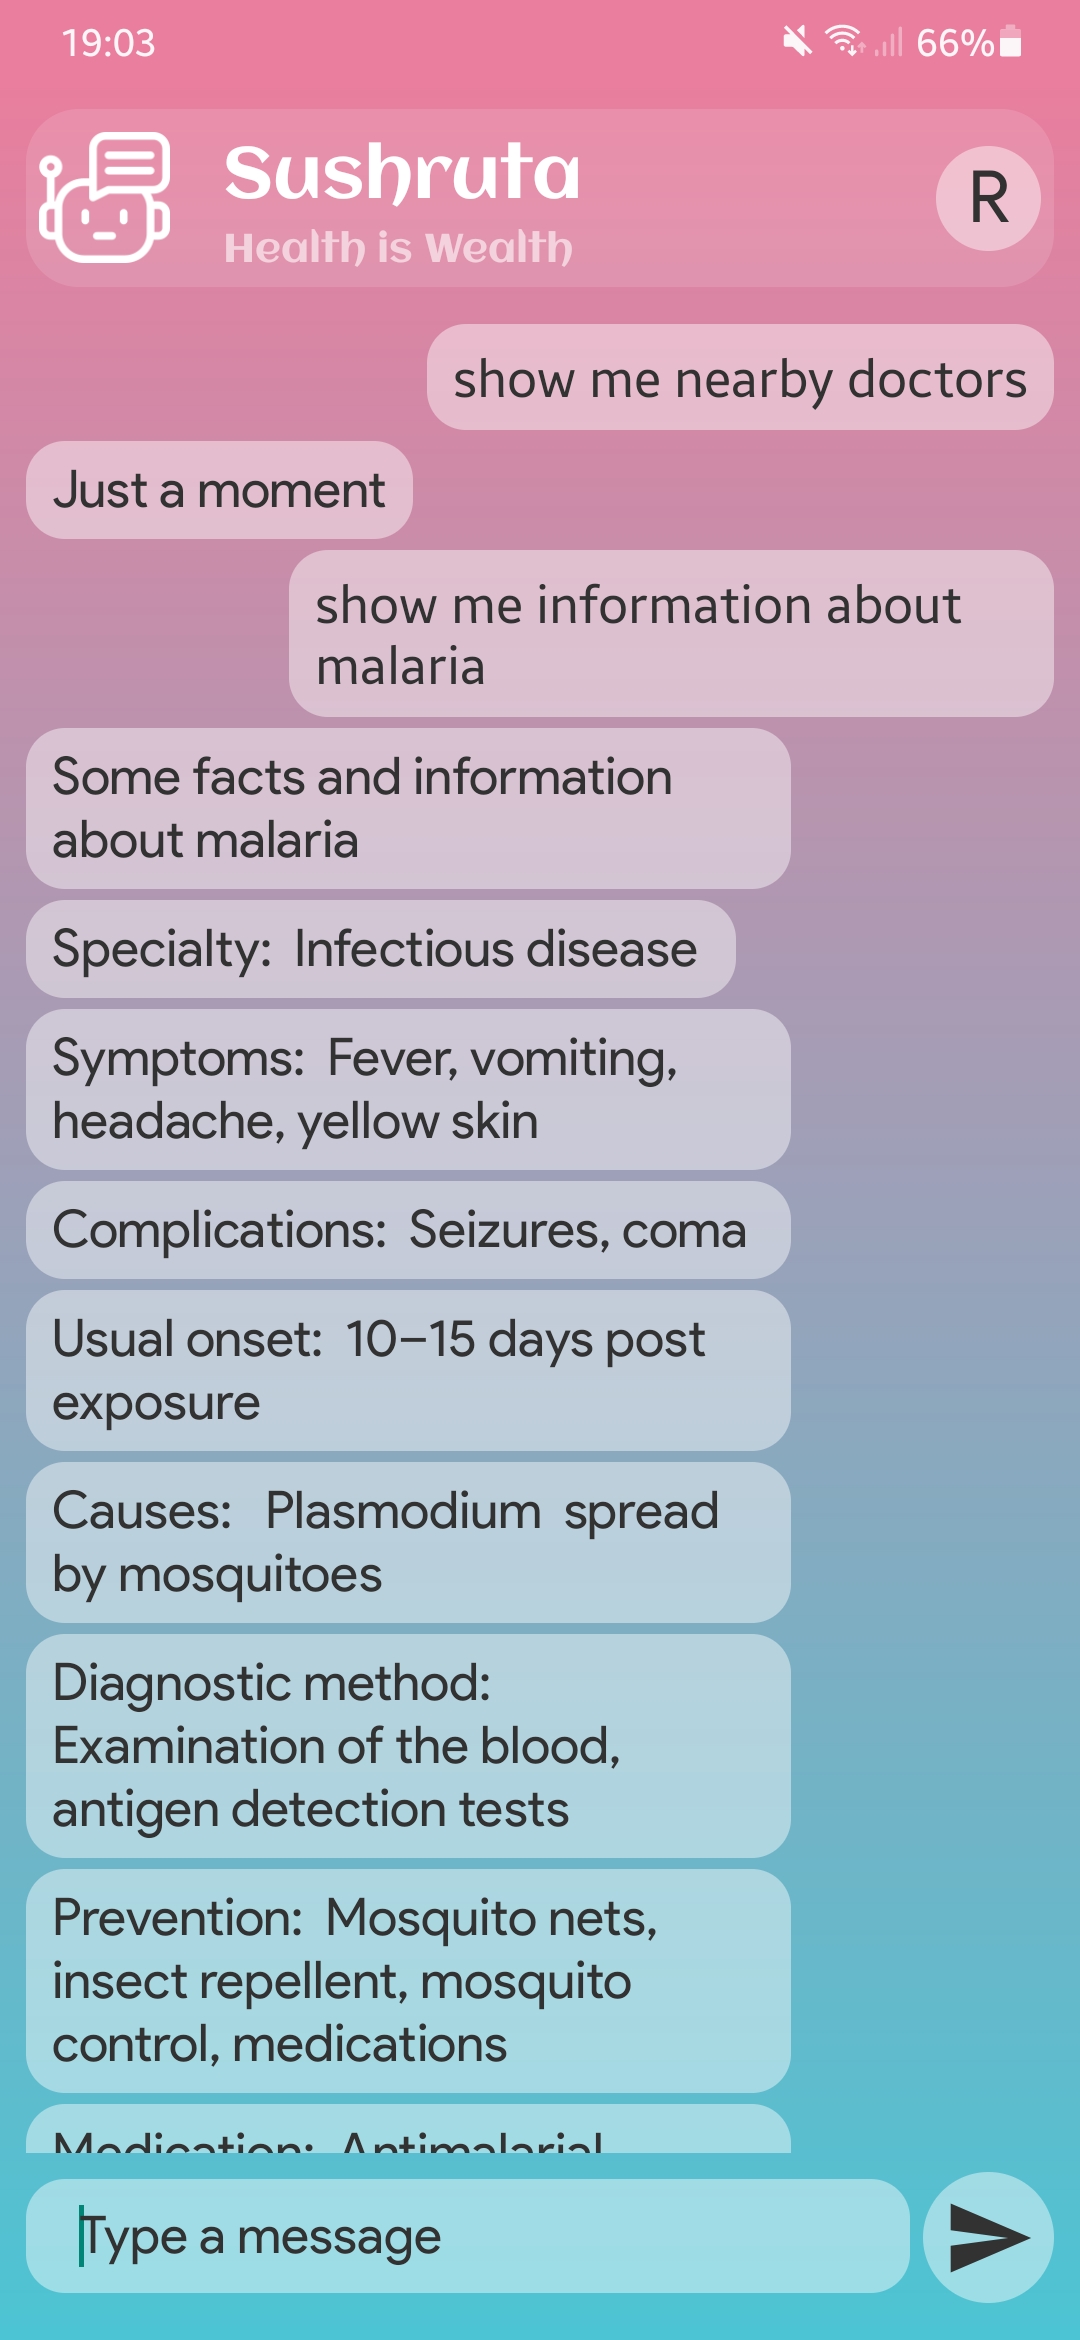 19:03
66%
Sushruta
Health is Wealth
R
show me nearby doctors
Just a moment
show me information about
malaria
Some facts and information
about malaria
Specialty: Infectious disease
Symptoms: Fever, vomiting,
headache, yellow skin
Complications: Seizures, coma
Usual onset: 10–15 days post
exposure
Causes: Plasmodium spread
by mosquitoes
Diagnostic method:
Examination of the blood,
antigen detection tests
Prevention: Mosquito nets,
insect repellent, mosquito
control, medications
Medication: Antimalarial
Type a message